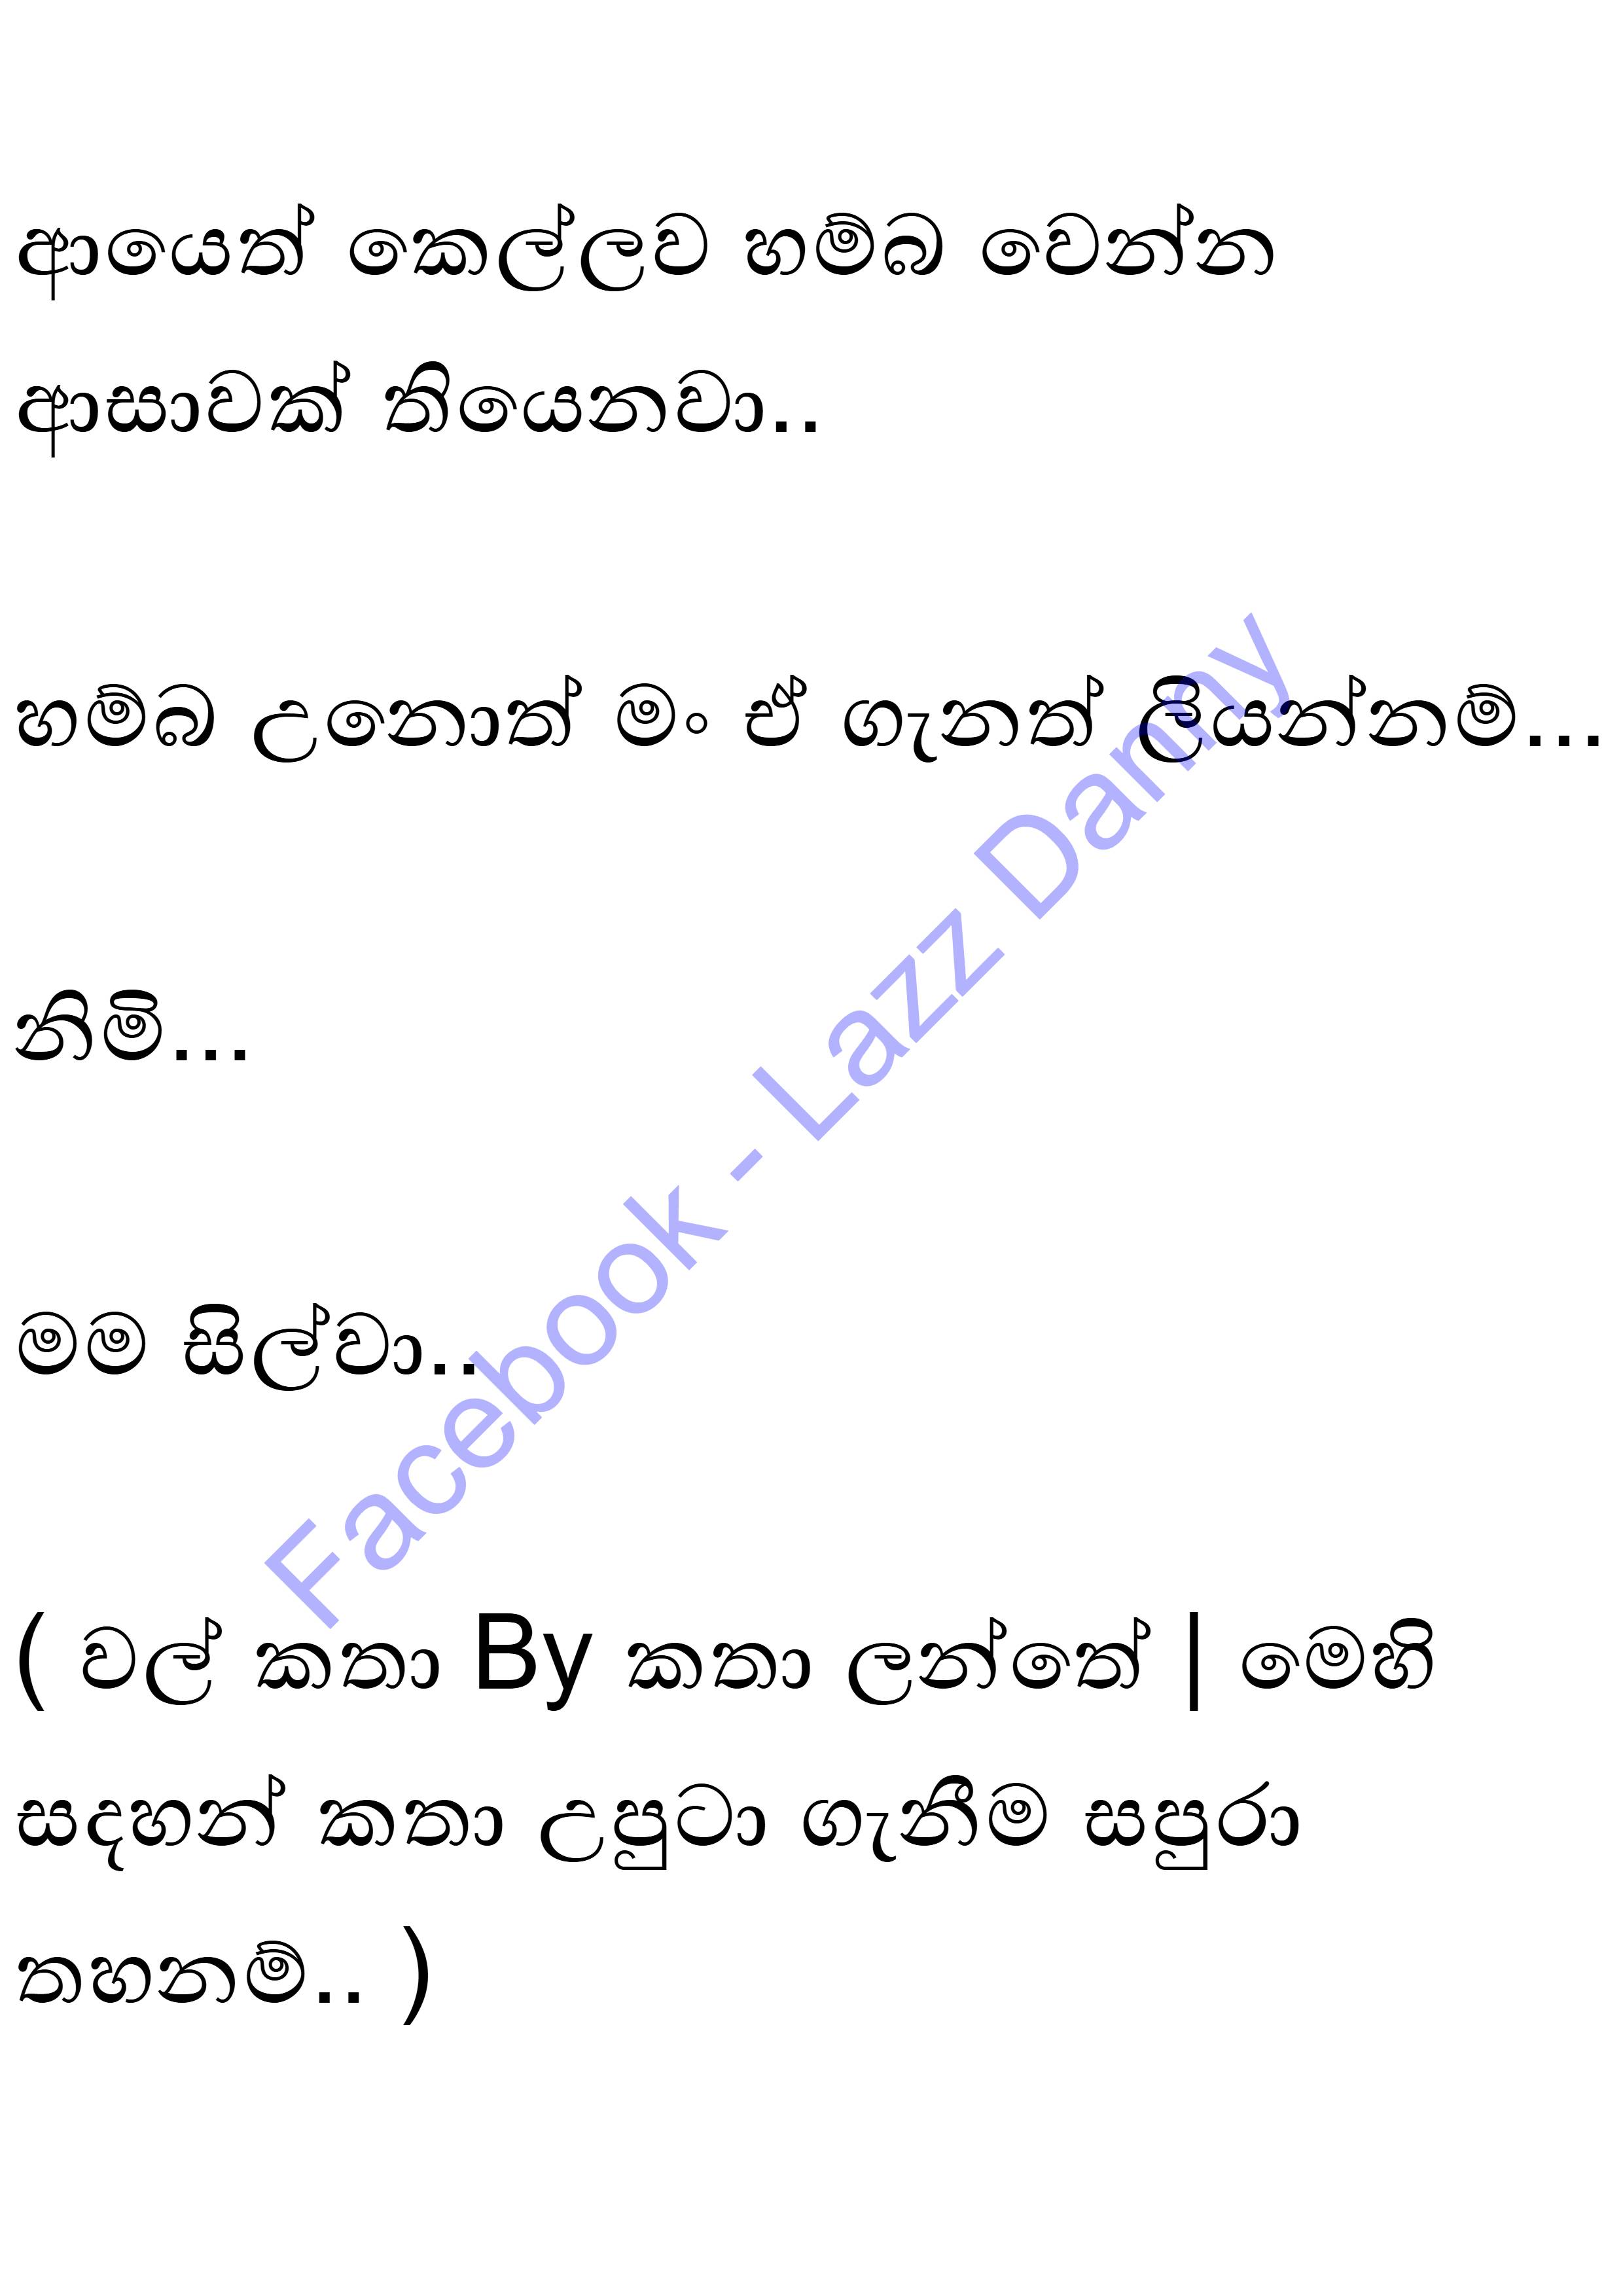 ආයෙත් කෙල්ලව හම්බ වෙන්න
ආසාවක් තියෙනවා..
හම්බ උනොත් මං ඒ ගැනත් ලියන්නම්...
නිමි...
මම සිල්වා..
( වල් කතා By කතා ලන්තේ | මෙහි
සදහන් කතා උපුටා ගැනීම සපුරා
තහනම්.. )
Facebook - Lazz Danny